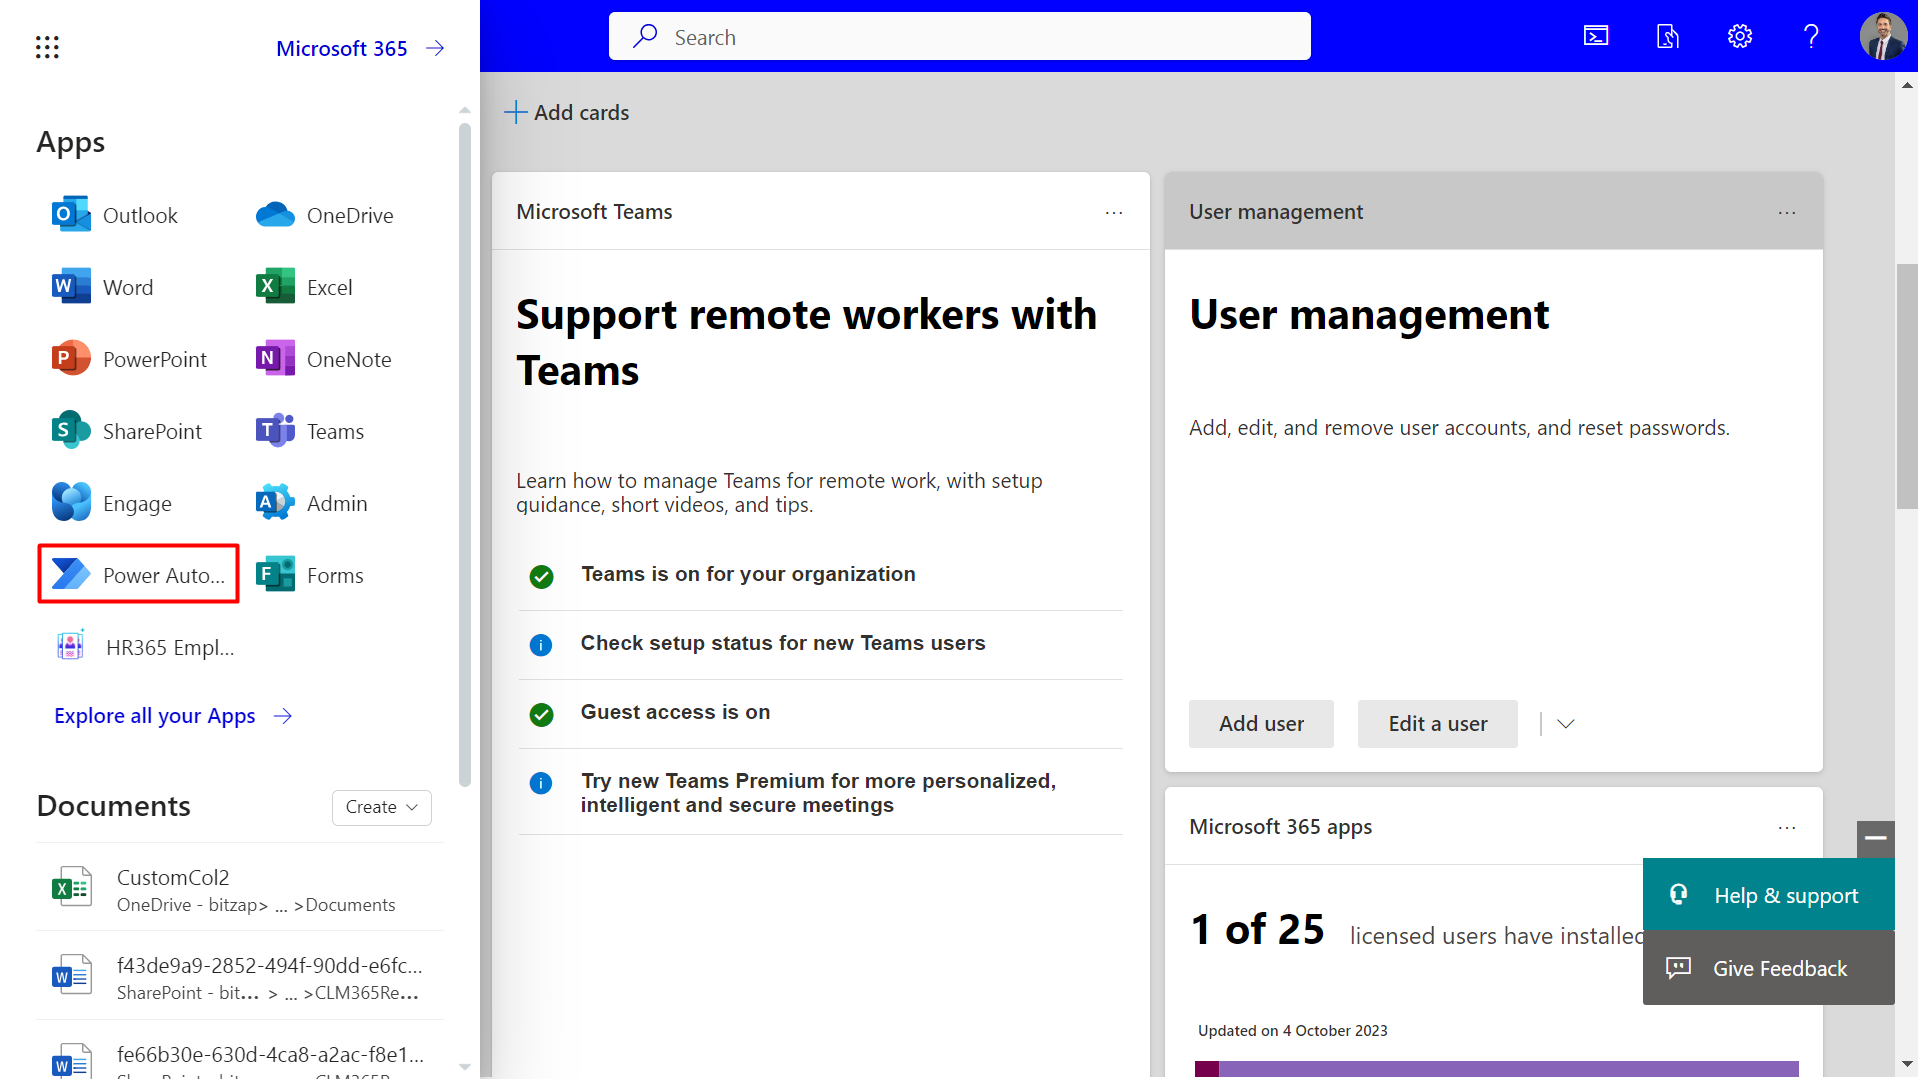 Microsoft 365
Search
Apps
Outlook
OneDrive
Word
Excel
PowerPoint
OneNote
SharePoint
Teams
Engage
Admin
Power Auto...
Forms
HR365 Empl...
Explore all your Apps
Documents
Create
CustomCol2
OneDrive - bitzap> ... >Documents
f43de9a9-2852-494f-90dd-e6fc...
SharePoint - bit... > ... >CLM365Re...
fe66b30e-630d-4ca8-a2ac-f8e1...
Add cards
Microsoft Teams
Support remote workers with
Teams
Learn how to manage Teams for remote work, with setup
guidance, short videos, and tips.
Teams is on for your organization
Check setup status for new Teams users
Guest access is on
Try new Teams Premium for more personalized,
intelligent and secure meetings
User management
User management
Add, edit, and remove user accounts, and reset passwords.
Add user
Edit a user
Microsoft 365 apps
1 of 25 licensed users have installed
Updated on 4 October 2023
Help & support
Give Feedback